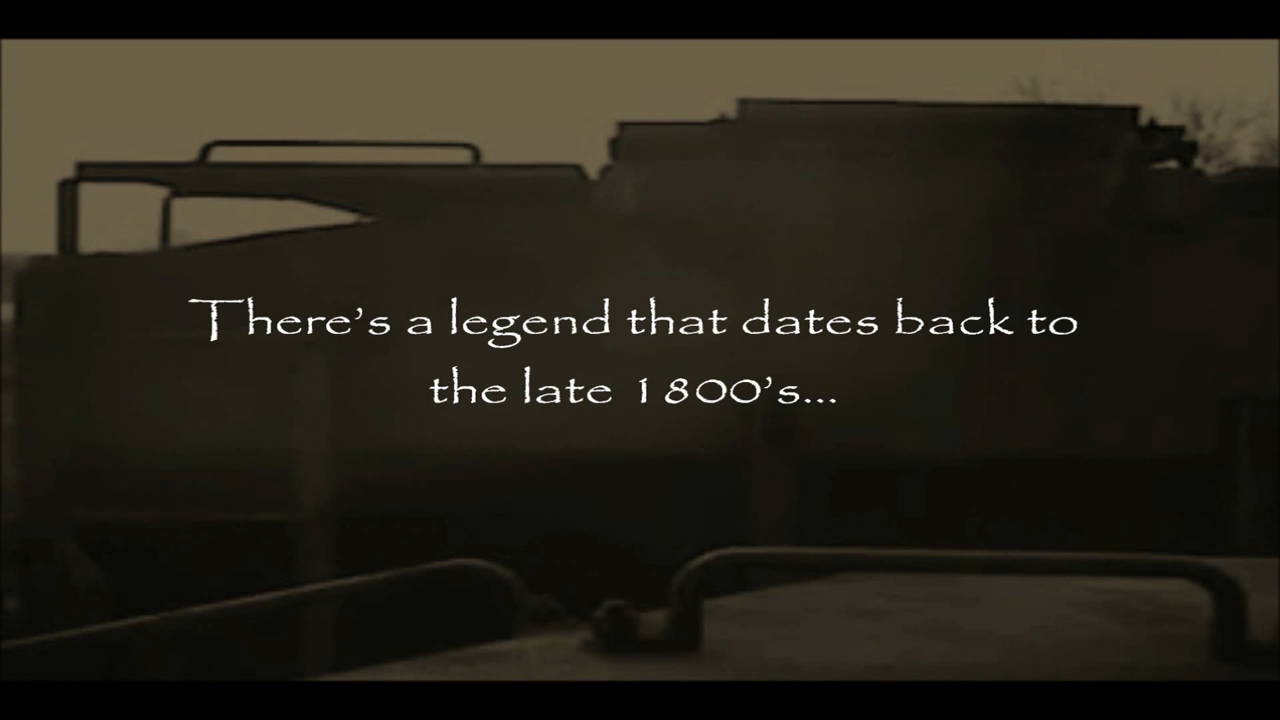 There's a legend that dates back to
the late 1800's...